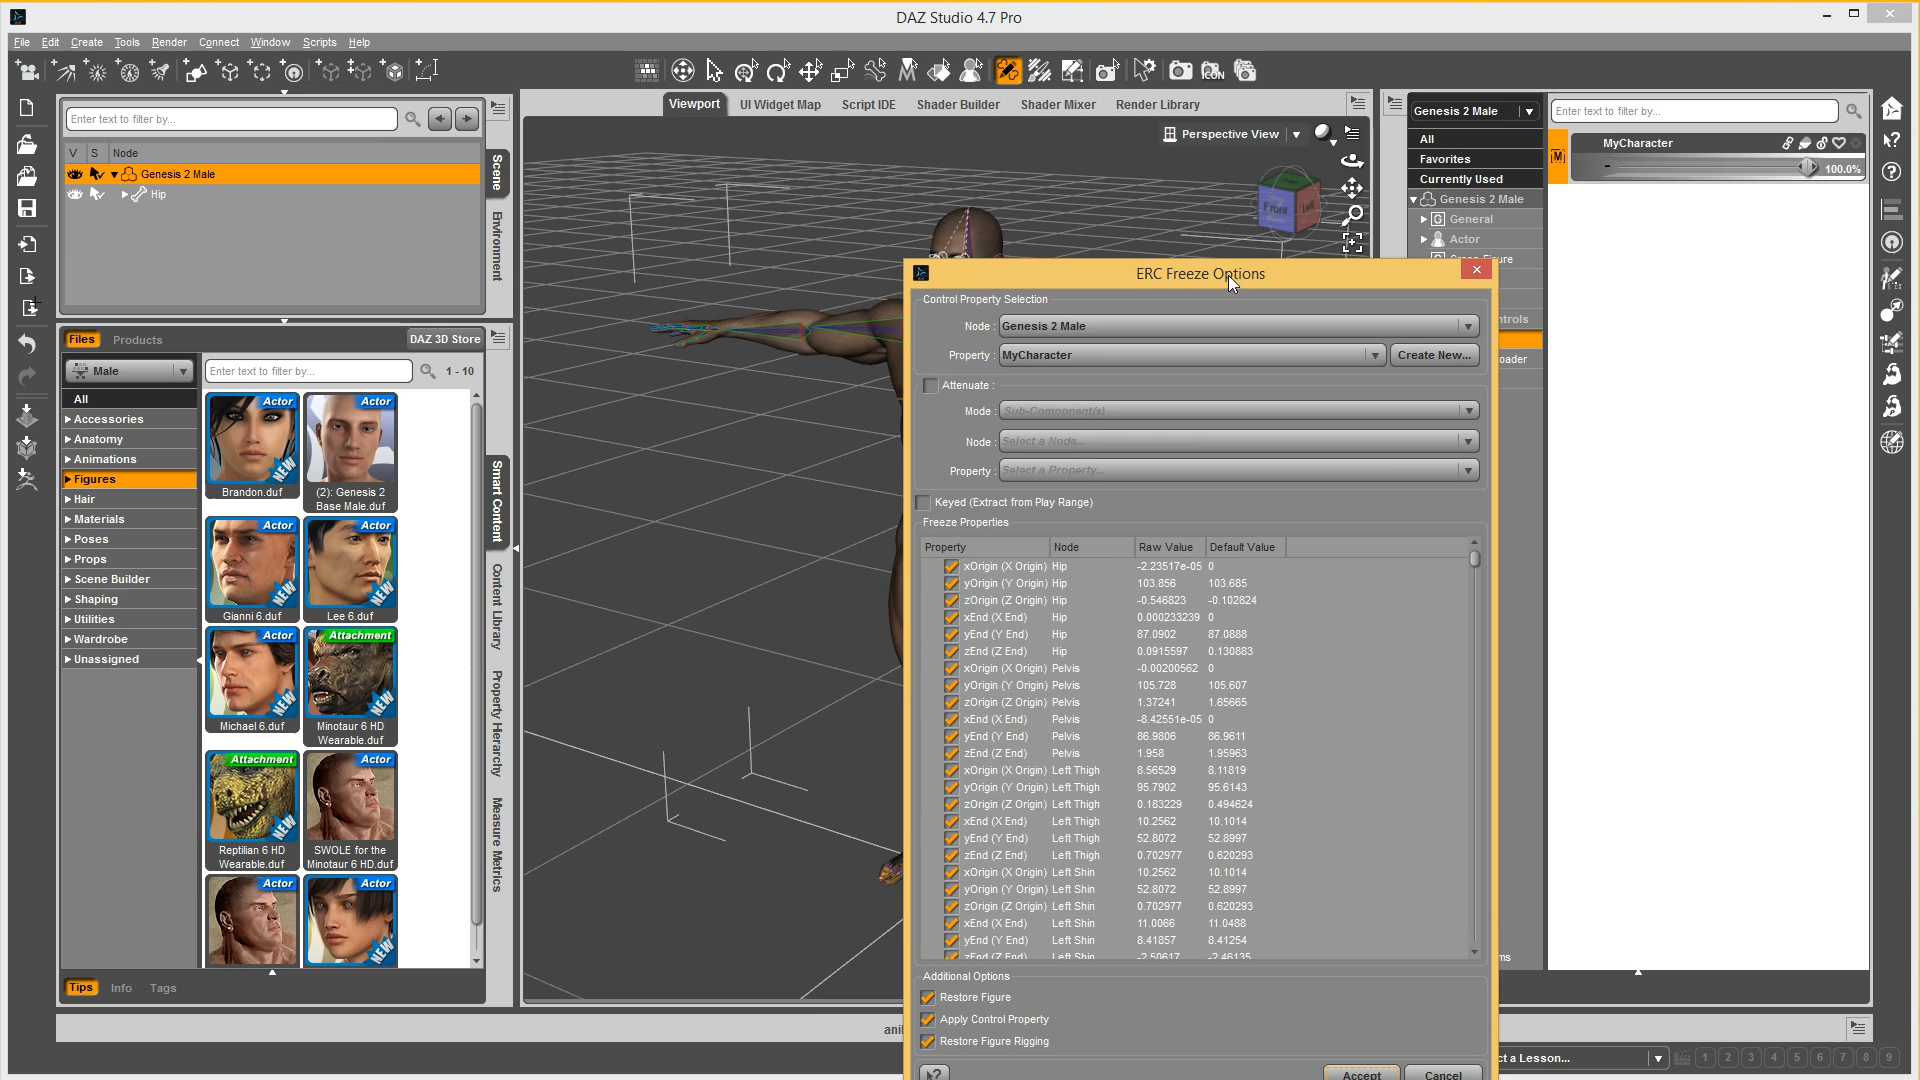 DAZ Studio 4.7 Pro
File Edit Create Tools Render Connect Window Scripts Help
ICON
Viewport UI Widget Map Script IDE Shader Builder Shader Mixer Render Library
Enter text to filter by...
V S Node
Genesis 2 Male
Hip
Scene
Environment
Perspective View
Front Left
Genesis 2 Male
All
Favorites
Currently Used
Genesis 2 Male
General
Actor
Enter text to filter by...
MyCharacter
100.0%
Files Products DAZ 3D Store
Male
Enter text to filter by...
1 - 10
All
Accessories
Anatomy
Animations
Figures
Hair
Materials
Poses
Props
Scene Builder
Shaping
Utilities
Wardrobe
Unassigned
Actor NEW
Brandon.duf
Actor
(2): Genesis 2
Base Male.duf
Actor NEW
Gianni 6.duf
Actor NEW
Lee 6.duf
Actor NEW
Michael 6.duf
Attachment NEW
Minotaur 6 HD
Wearable.duf
Attachment NEW
Reptilian 6 HD
Wearable.duf
Actor
SWOLE for the
Minotaur 6 HD.duf
Actor
Actor NEW
Smart Content
Content Library
Property Hierarchy
Measure Metrics
Tips Info Tags
ERC Freeze Options
Control Property Selection
Node : Genesis 2 Male
Property : MyCharacter Create New...
Attenuate :
Mode : Sub-Component(s)
Node : Select a Node...
Property : Select a Property...
Keyed (Extract from Play Range)
Freeze Properties
Property Node Raw Value Default Value
xOrigin (X Origin) Hip -2.23517e-05 0
yOrigin (Y Origin) Hip 103.856 103.685
zOrigin (Z Origin) Hip -0.546823 -0.102824
xEnd (X End) Hip 0.000233239 0
yEnd (Y End) Hip 87.0902 87.0888
zEnd (Z End) Hip 0.0915597 0.130883
xOrigin (X Origin) Pelvis -0.00200562 0
yOrigin (Y Origin) Pelvis 105.728 105.607
zOrigin (Z Origin) Pelvis 1.37241 1.65665
xEnd (X End) Pelvis -8.42551e-05 0
yEnd (Y End) Pelvis 86.9806 86.9611
zEnd (Z End) Pelvis 1.958 1.95963
xOrigin (X Origin) Left Thigh 8.56529 8.11819
yOrigin (Y Origin) Left Thigh 95.7902 95.6143
zOrigin (Z Origin) Left Thigh 0.183229 0.494624
xEnd (X End) Left Thigh 10.2562 10.1014
yEnd (Y End) Left Thigh 52.8072 52.8997
zEnd (Z End) Left Thigh 0.702977 0.620293
xOrigin (X Origin) Left Shin 10.2562 10.1014
yOrigin (Y Origin) Left Shin 52.8072 52.8997
zOrigin (Z Origin) Left Shin 0.702977 0.620293
xEnd (X End) Left Shin 11.0066 11.0488
yEnd (Y End) Left Shin 8.41857 8.41254
zEnd (Z End) Left Shin -2.50617 -2.46135
Additional Options
Restore Figure
Apply Control Property
Restore Figure Rigging
Accept Cancel
ct a Lesson...
1 2 3 4 5 6 7 8 9